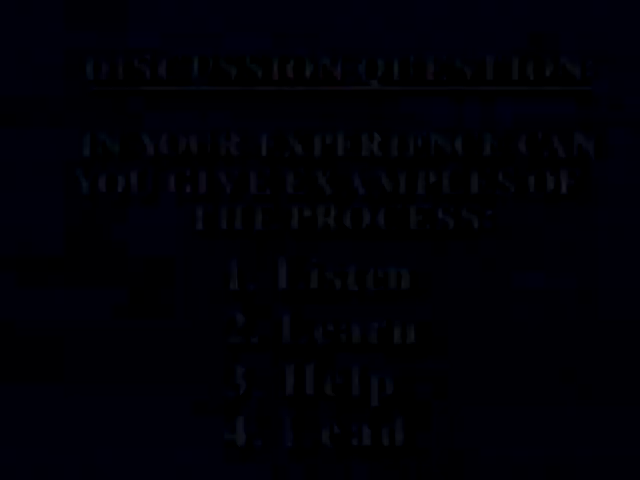 DISCUSSION QUESTION:
IN YOUR EXPERIENCE CAN
YOU GIVE EXAMPLES OF
THE PROCESS:
1. Listen
2. Learn
3. Help
4. Lead